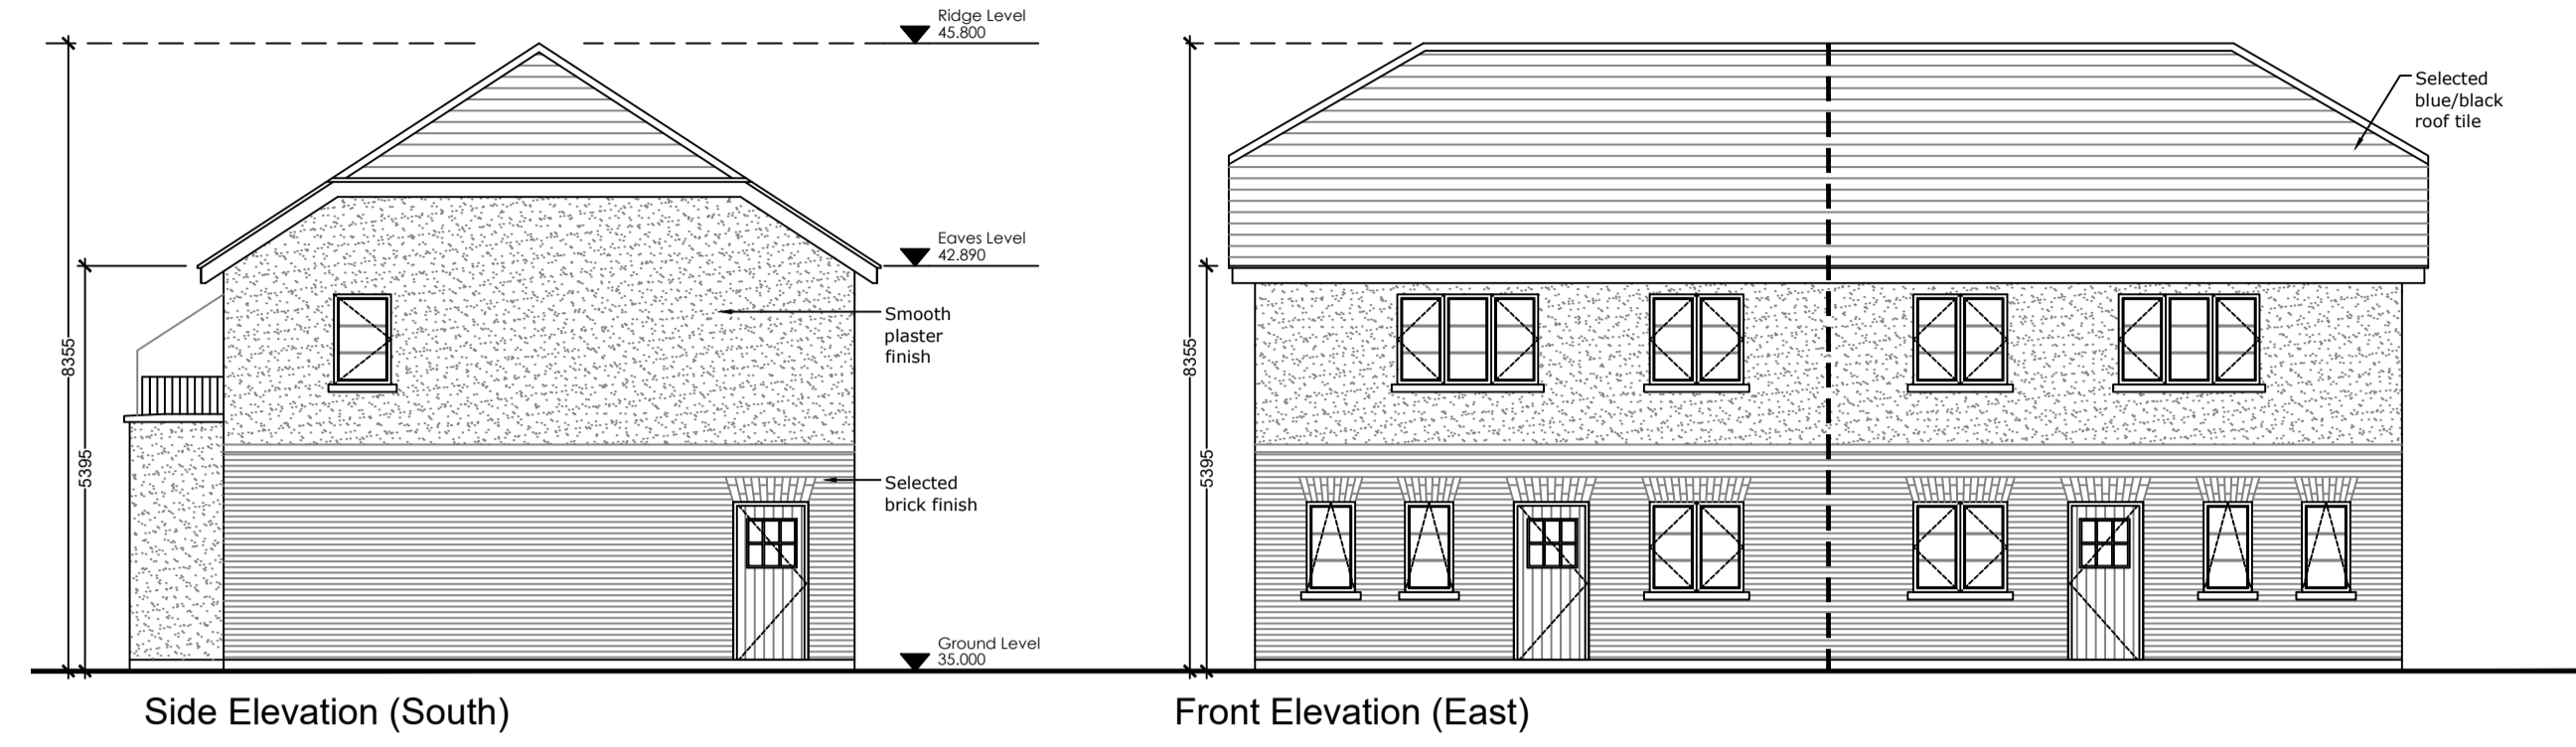 Ridge Level
45.800
Eaves Level
42.890
Smooth
plaster
finish
Selected
brick finish
Ground Level
35.000
8355
5395
Side Elevation (South)
Selected
blue/black
roof tile
8355
5395
Front Elevation (East)